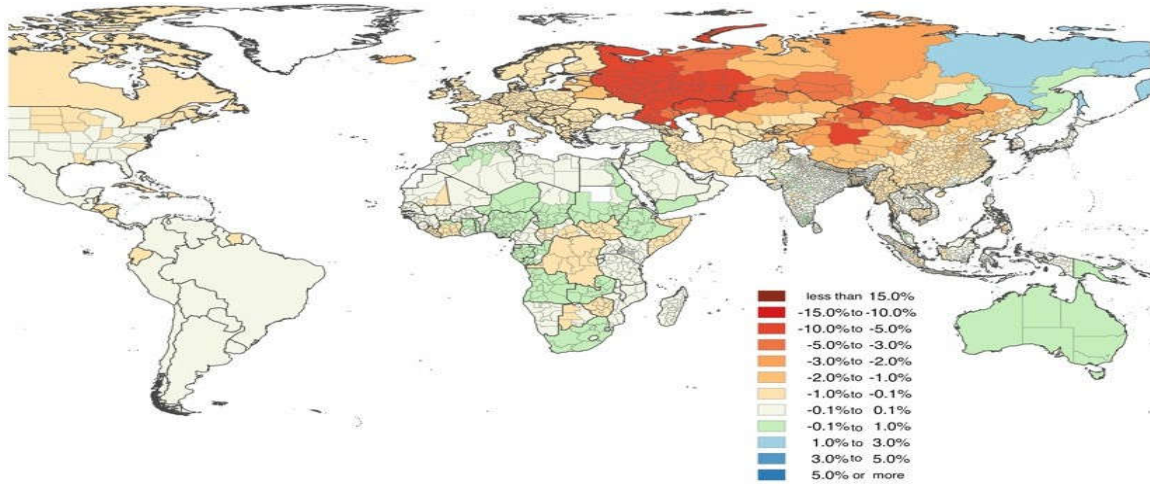 less than 15.0%
-15.0% to -10.0%
-10.0% to -5.0%
-5.0% to -3.0%
-3.0% to -2.0%
-2.0% to -1.0%
-1.0% to -0.1%
-0.1% to 0.1%
-0.1% to 1.0%
1.0% to 3.0%
3.0% to 5.0%
5.0% or more